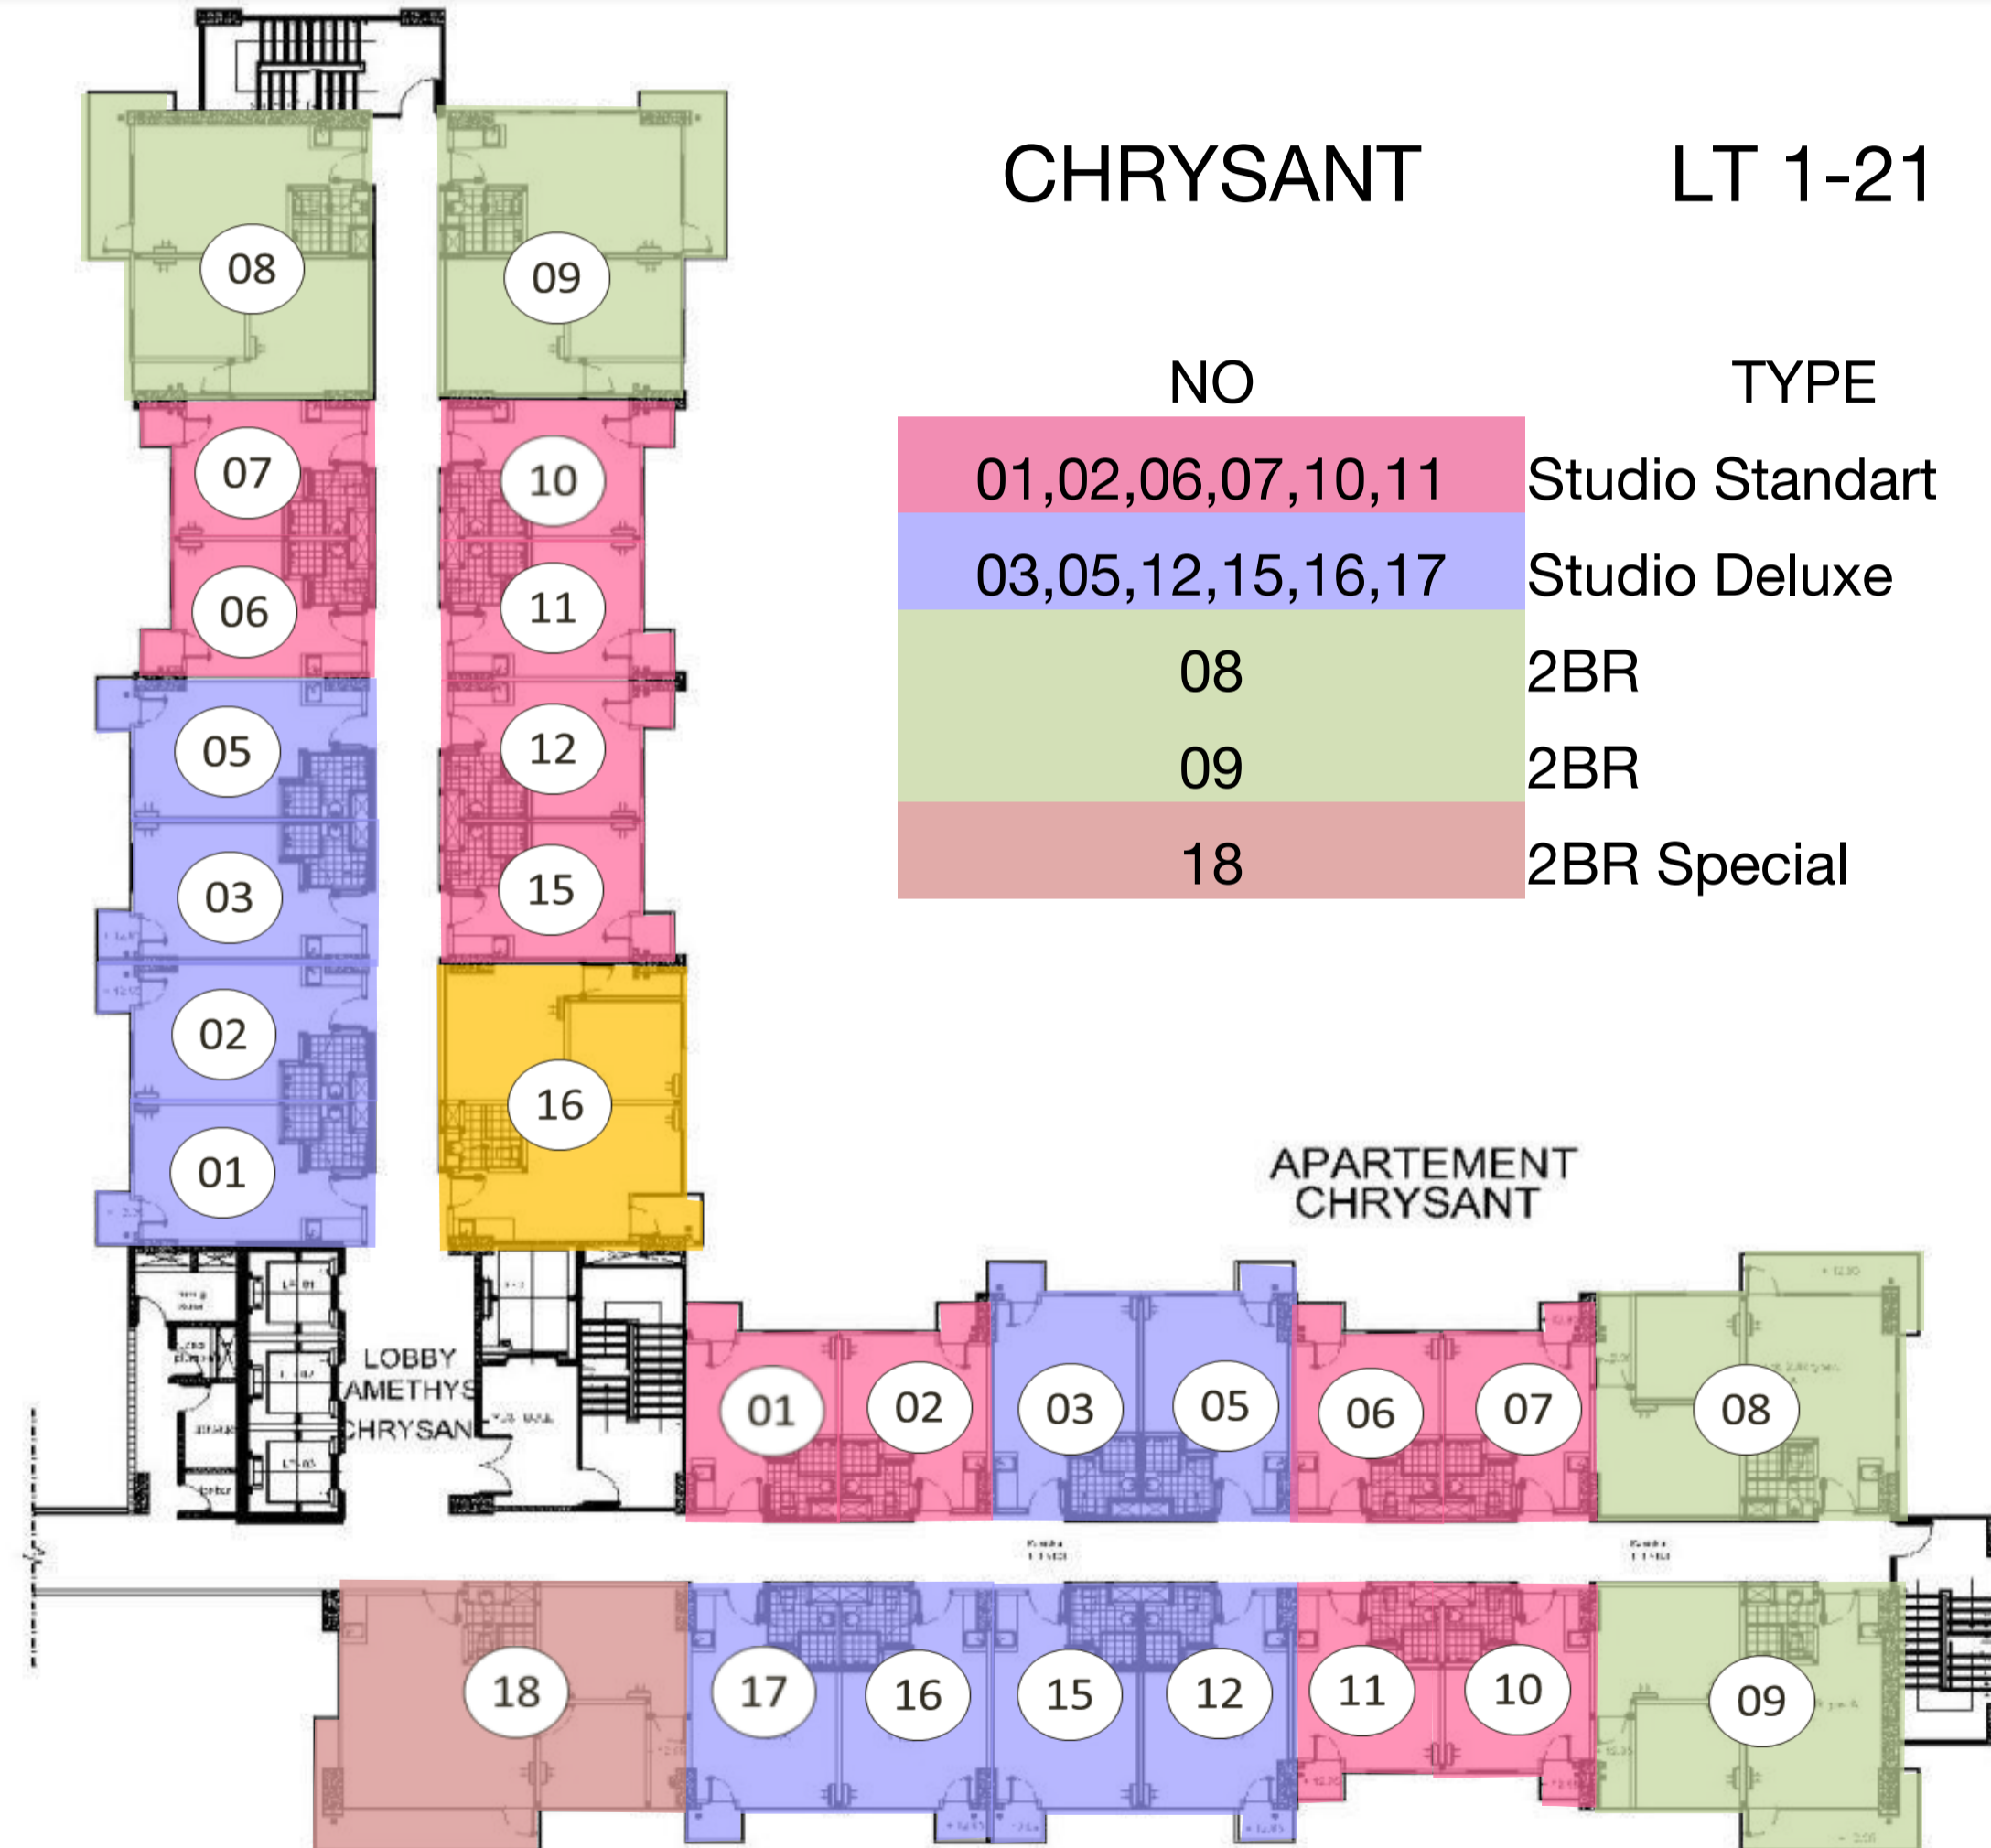 CHRYSANT LT 1-21
NO TYPE
01,02,06,07,10,11 Studio Standart
03,05,12,15,16,17 Studio Deluxe
08 2BR
09 2BR
18 2BR Special
08
09
07
10
06
11
05
12
03
15
02
16
01
APARTEMENT
CHRYSANT
LOBBY
AMETHYS
CHRYSAN
01
02
03
05
06
07
08
18
17
16
15
12
11
10
09